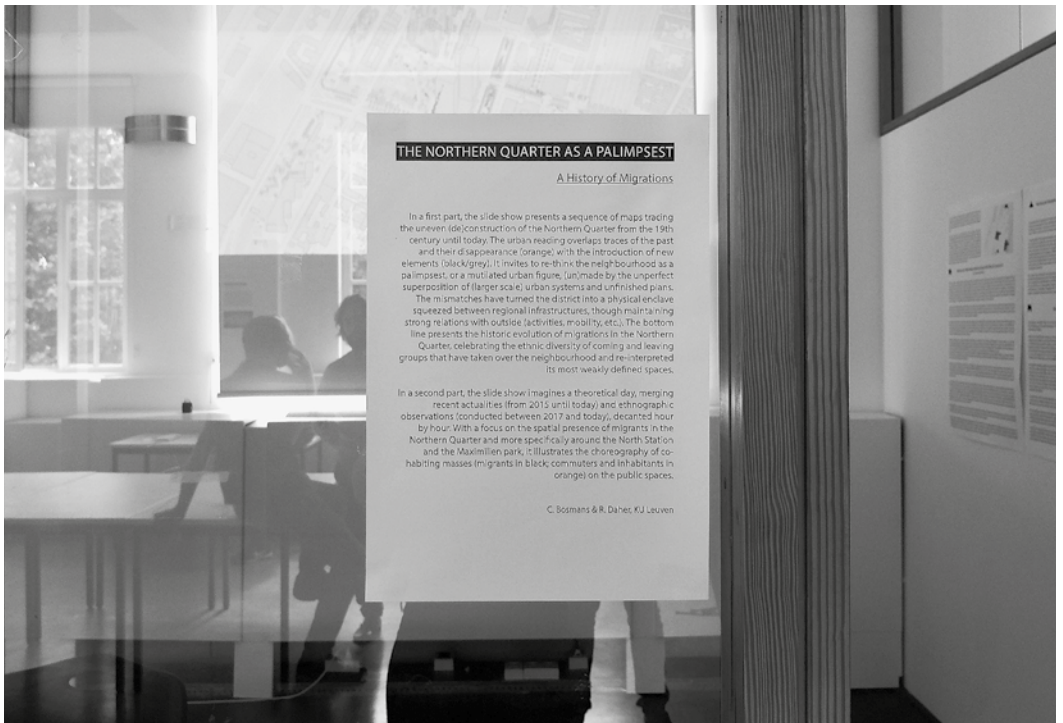 THE NORTHERN QUARTER AS A PALIMPSEST
A History of Migrations
In a first part, the slide show presents a sequence of maps tracing
the uneven (de)construction of the Northern Quarter from the 19th
century until today. The urban reading overlaps traces of the past
and their disappearance (orange) with the introduction of new
elements (black/grey). It invites to re-think the neighbourhood as a
palimpsest, or a mutilated urban figure, (un)made by the unperfect
superposition of (larger scale) urban systems and unfinished plans.
The mismatches have turned the district into a physical enclave
squeezed between regional infrastructures, though maintaining
strong relations with outside (activities, mobility, etc.). The bottom
line presents the historic evolution of migrations in the Northern
Quarter, celebrating the ethnic diversity of coming and leaving
groups that have taken over the neighbourhood and re-interpreted
its most weakly defined spaces.
In a second part, the slide show imagines a theoretical day, merging
recent actualities (from 2015 until today) and ethnographic
observations (conducted between 2017 and today), decanted hour
by hour. With a focus on the spatial presence of migrants in the
Northern Quarter and more specifically around the North Station
and the Maximilien park, it illustrates the choreography of co-
habiting masses (migrants in black; commuters and inhabitants in
orange) on the public spaces.
C. Bosmans & R. Daher, KU Leuven